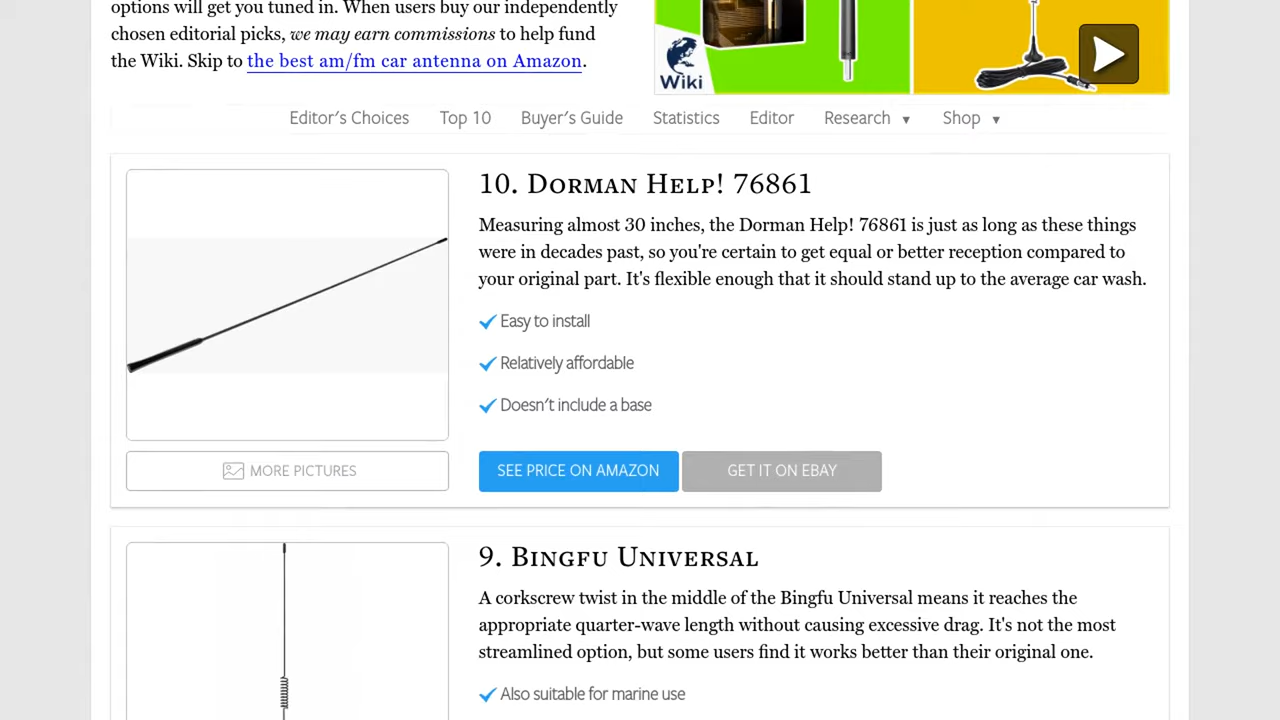 options will get you tuned in. When users buy our independently
chosen editorial picks, we may earn commissions to help fund
the Wiki. Skip to the best am/fm car antenna on Amazon.
Wiki
Editor's Choices Top 10 Buyer's Guide Statistics Editor Research ▼ Shop ▼
10. Dorman Help! 76861
Measuring almost 30 inches, the Dorman Help! 76861 is just as long as these things
were in decades past, so you're certain to get equal or better reception compared to
your original part. It's flexible enough that it should stand up to the average car wash.
Easy to install
Relatively affordable
Doesn't include a base
MORE PICTURES
SEE PRICE ON AMAZON
GET IT ON EBAY
9. Bingfu Universal
A corkscrew twist in the middle of the Bingfu Universal means it reaches the
appropriate quarter-wave length without causing excessive drag. It's not the most
streamlined option, but some users find it works better than their original one.
Also suitable for marine use